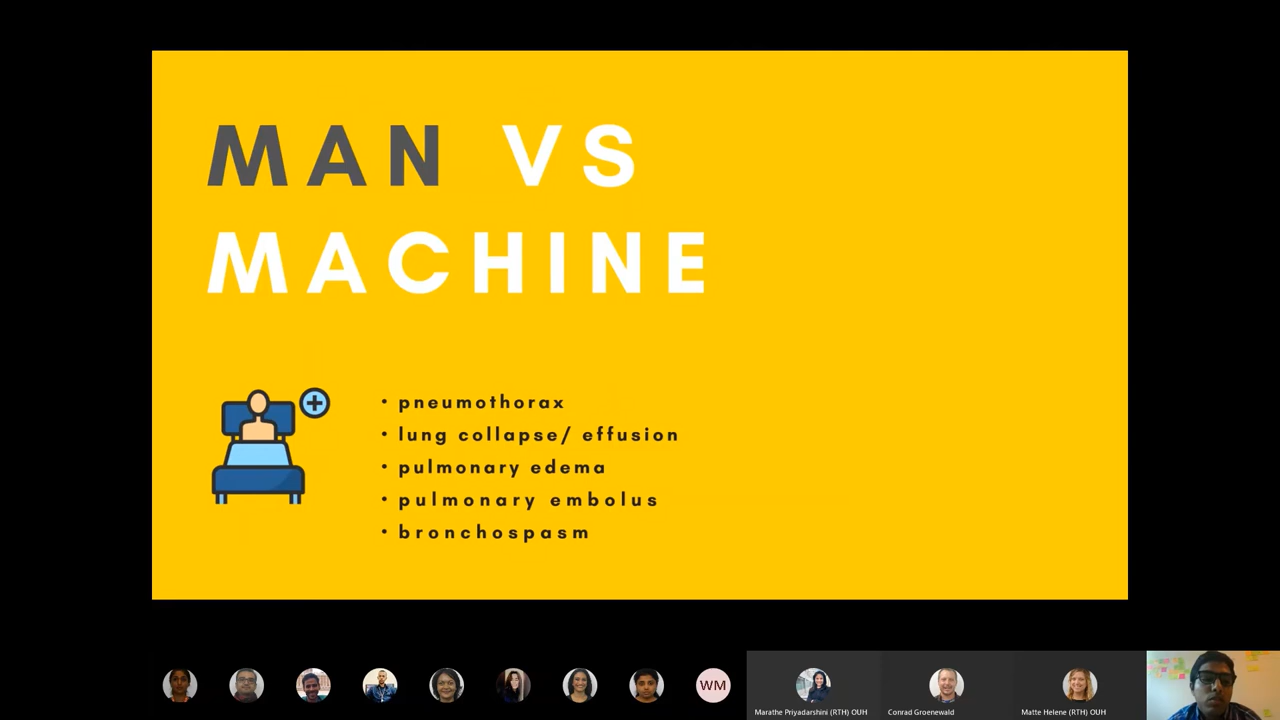 MAN VS
MACHINE
• pneumothorax
• lung collapse/ effusion
• pulmonary edema
• pulmonary embolus
• bronchospasm
WM
Marathe Priyadarshini (RTH) OUH
Conrad Groenewald
Matte Helene (RTH) OUH